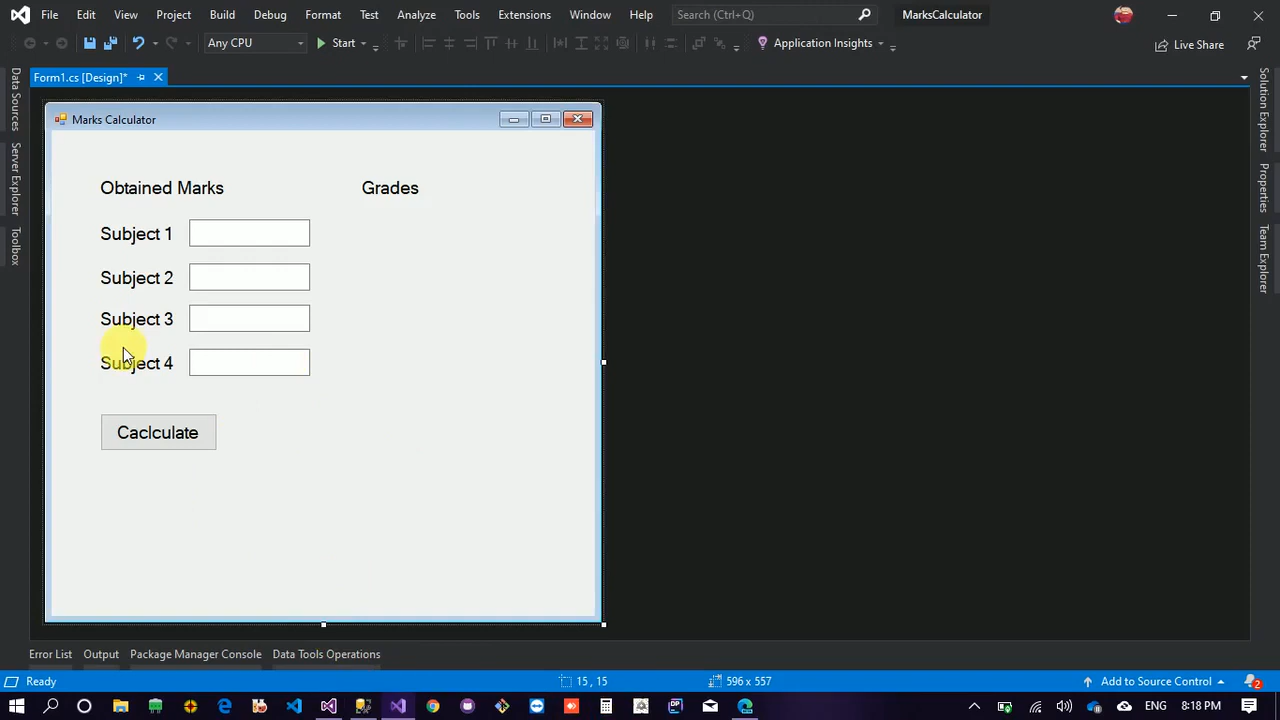 File Edit View Project Build Debug Format Test Analyze Tools Extensions Window Help Search (Ctrl+Q) MarksCalculator
Any CPU Start Application Insights Live Share
Form1.cs [Design]*
Data Sources
Server Explorer
Toolbox
Marks Calculator
Obtained Marks Grades
Subject 1
Subject 2
Subject 3
Subject 4
Caclculate
Solution Explorer
Properties
Team Explorer
Error List Output Package Manager Console Data Tools Operations
Ready 15 , 15 596 x 557 Add to Source Control 2
ENG 8:18 PM